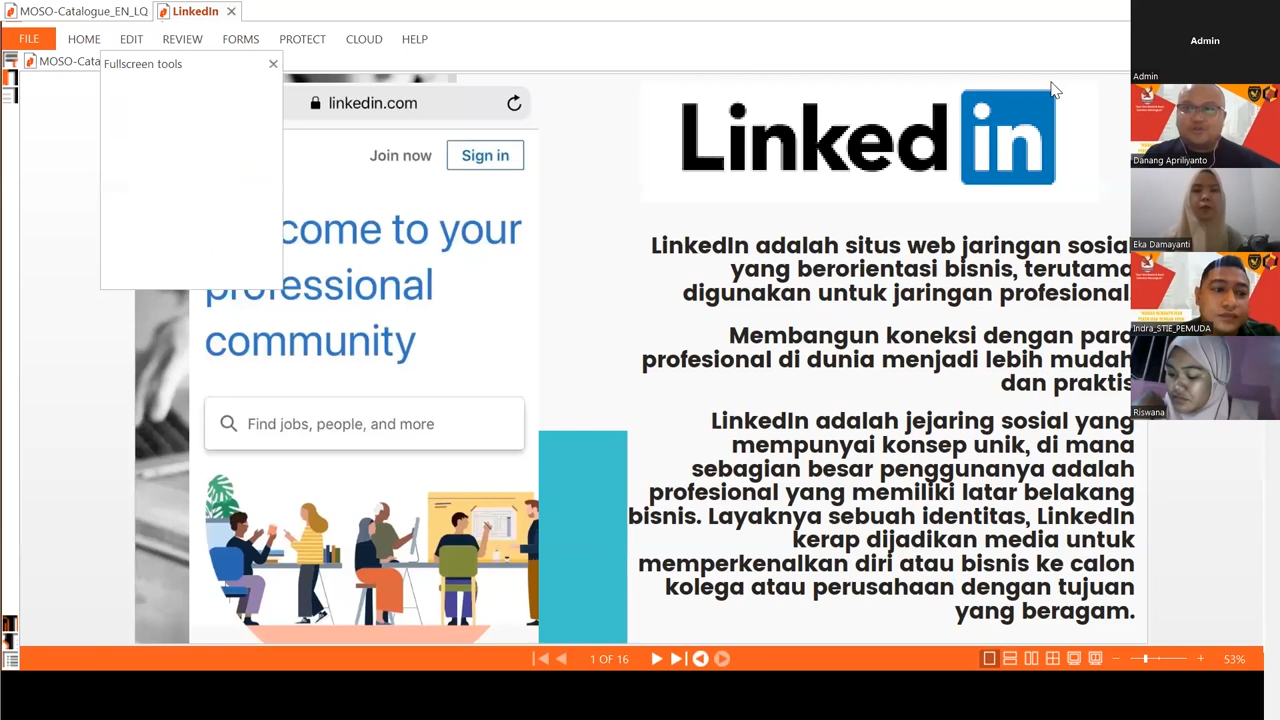 MOSO-Catalogue_EN_LQ
LinkedIn
FILE
HOME
EDIT
REVIEW
FORMS
PROTECT
CLOUD
HELP
MOSO-Cata
Fullscreen tools
linkedin.com
Join now
Sign in
come to your
professional
community
Find jobs, people, and more
Linked in
LinkedIn adalah situs web jaringan sosial
yang berorientasi bisnis, terutama
digunakan untuk jaringan profesional.
Membangun koneksi dengan para
profesional di dunia menjadi lebih mudah
dan praktis
LinkedIn adalah jejaring sosial yang
mempunyai konsep unik, di mana
sebagian besar penggunanya adalah
profesional yang memiliki latar belakang
bisnis. Layaknya sebuah identitas, LinkedIn
kerap dijadikan media untuk
memperkenalkan diri atau bisnis ke calon
kolega atau perusahaan dengan tujuan
yang beragam.
1 OF 16
53%
Admin
Admin
Danang Apriliyanto
Eka Damayanti
Indra_STIE_PEMUDA
Riswana